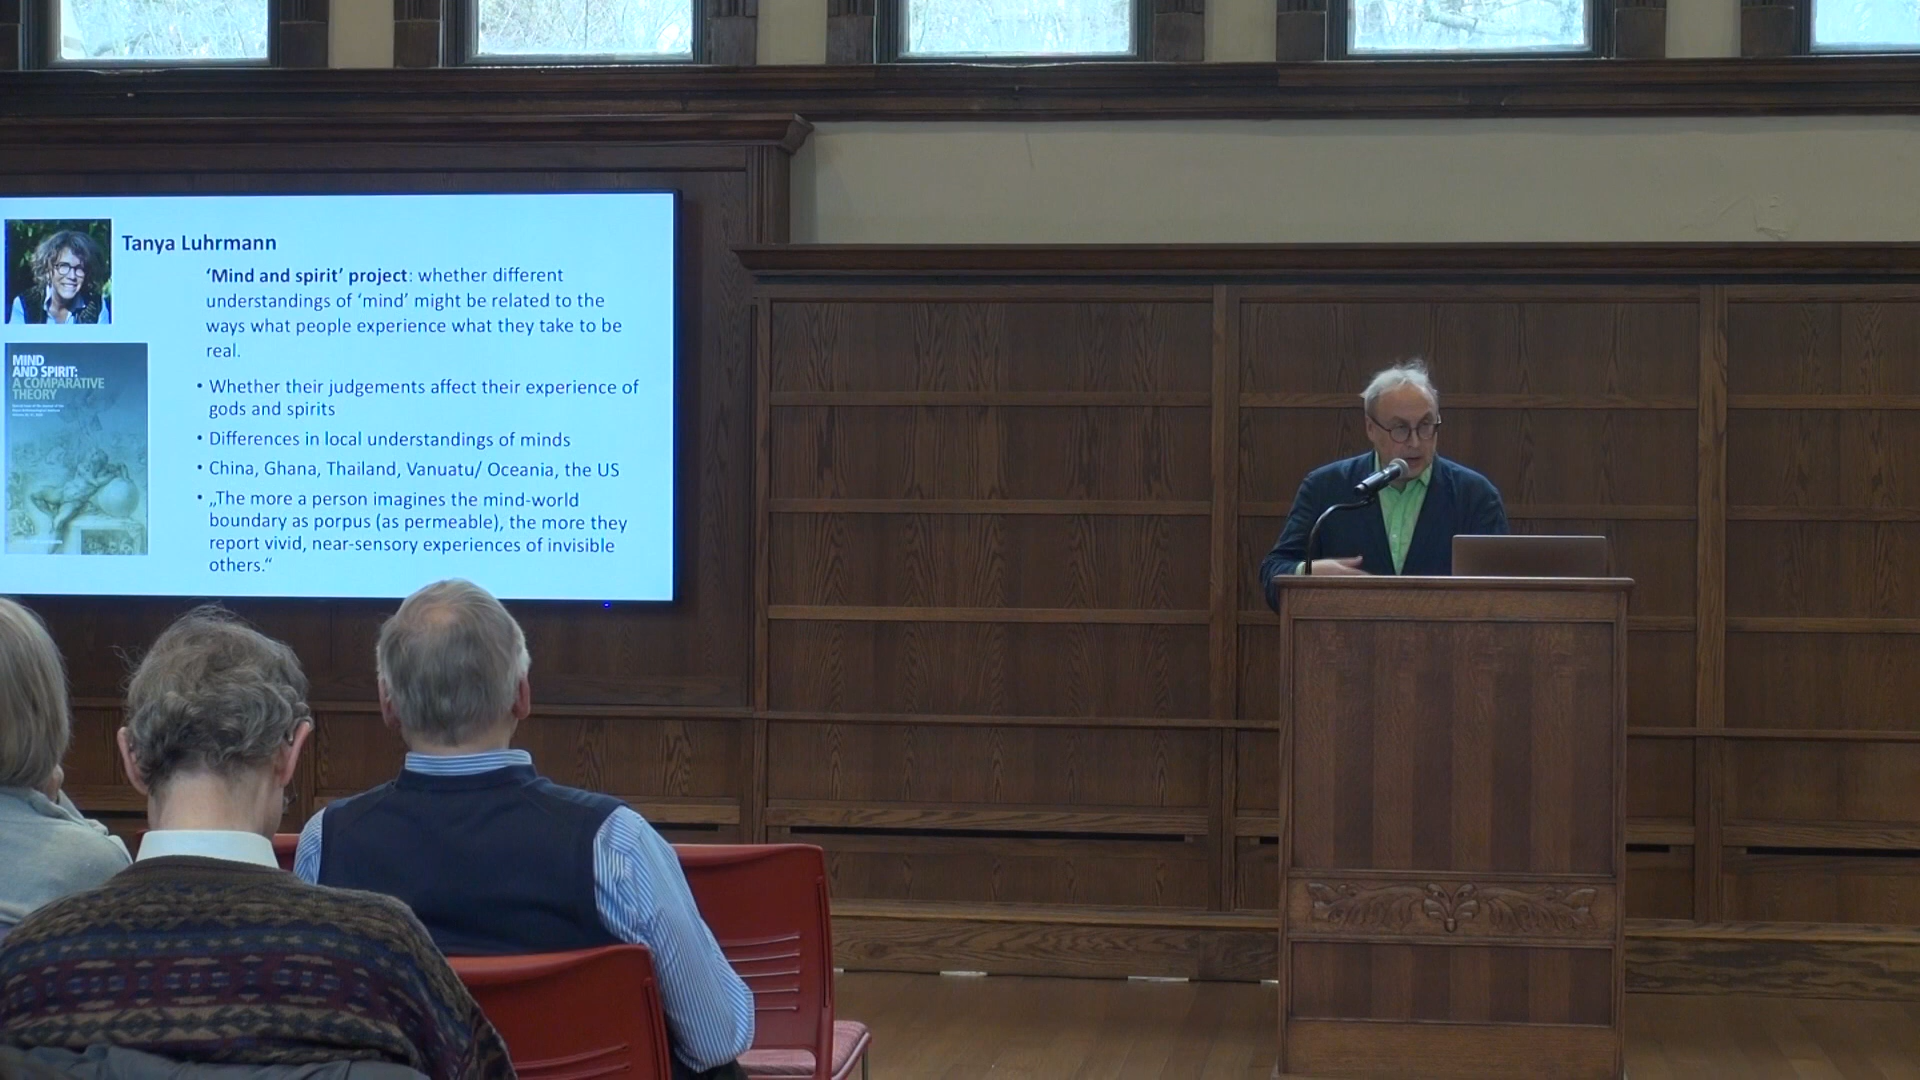 Tanya Luhrmann
‘Mind and spirit’ project: whether different
understandings of ‘mind’ might be related to the
ways what people experience what they take to be
real.
MIND
AND SPIRIT:
A COMPARATIVE
THEORY
• Whether their judgements affect their experience of
gods and spirits
• Differences in local understandings of minds
• China, Ghana, Thailand, Vanuatu/ Oceania, the US
• „The more a person imagines the mind-world
boundary as porpus (as permeable), the more they
report vivid, near-sensory experiences of invisible
others.“